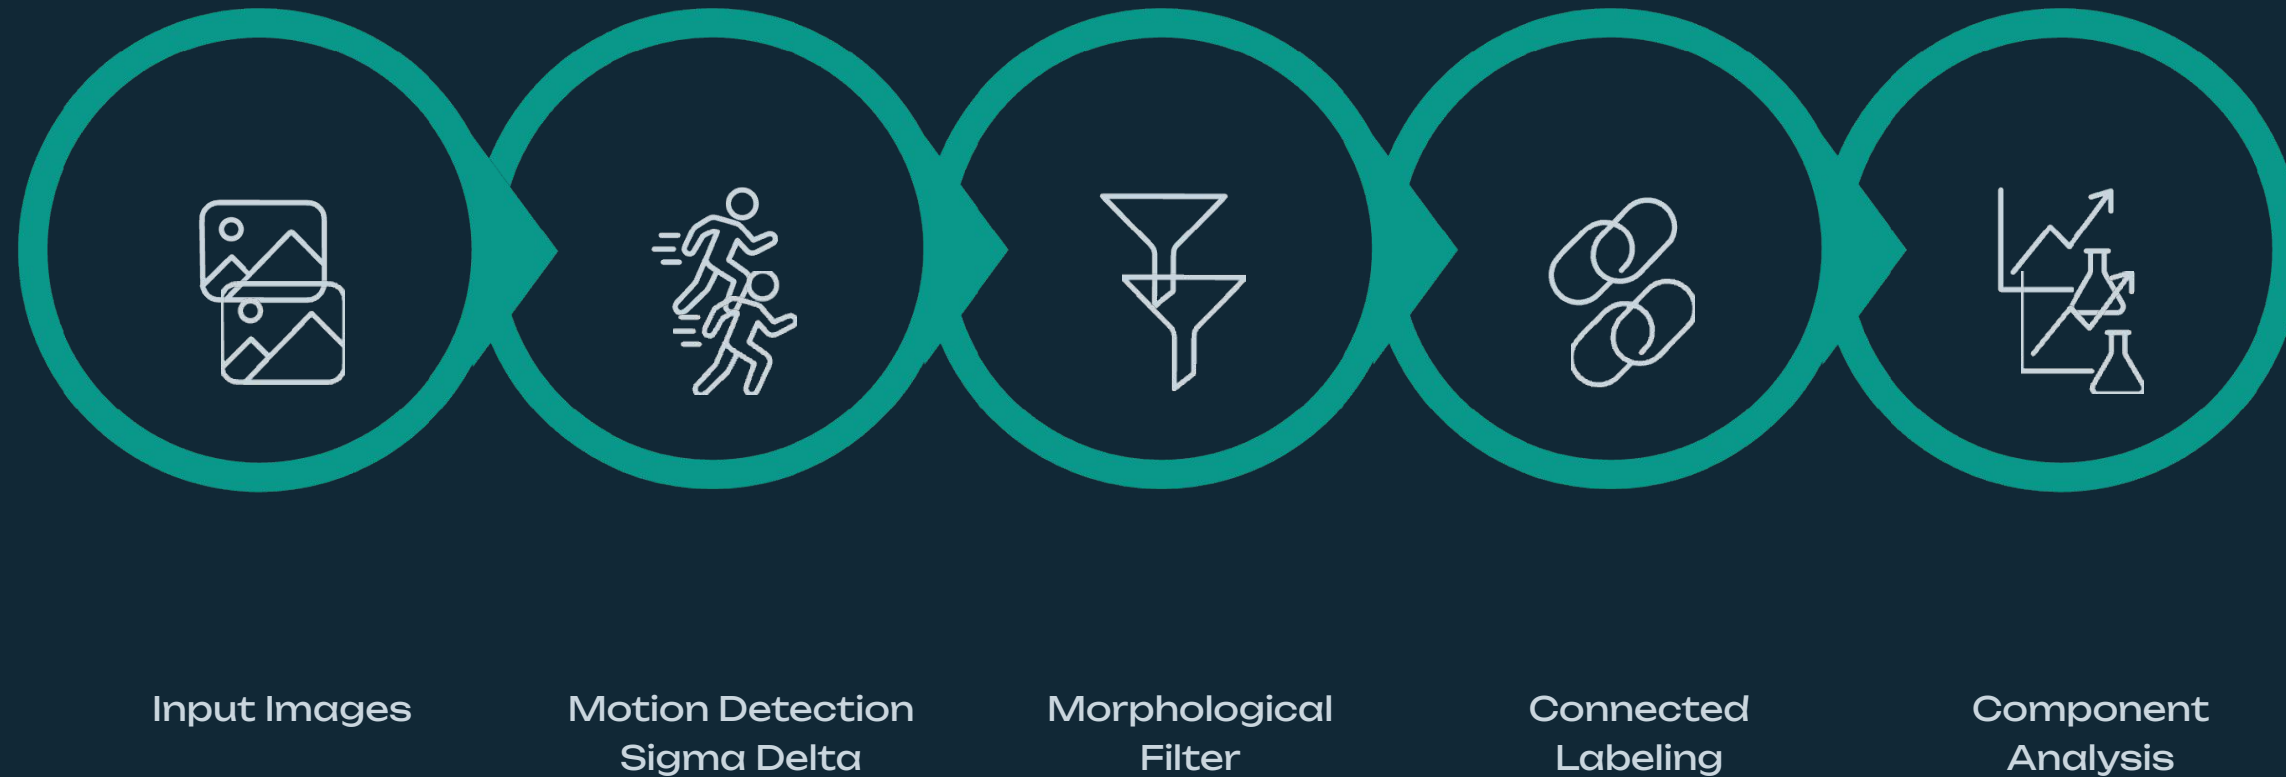 Input Images
Motion Detection
Sigma Delta
Morphological
Filter
Connected
Labeling
Component
Analysis